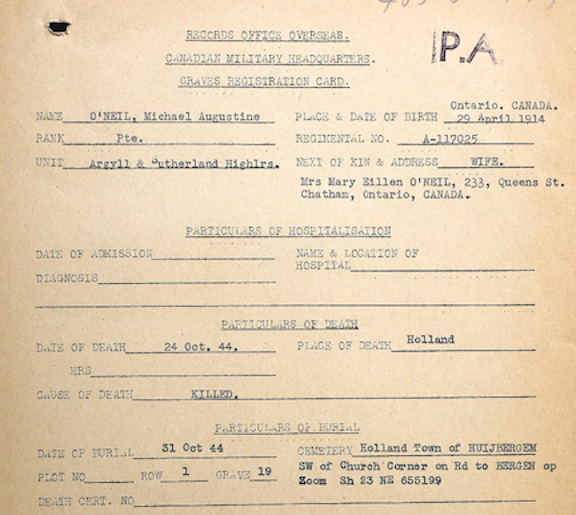 RECORDS OFFICE OVERSEAS.
CANADIAN MILITARY HEADQUARTERS.
GRAVES REGISTRATION CARD.
P.A.
NAME O'NEIL, Michael Augustine
PLACE & DATE OF BIRTH Ontario. CANADA.
29 April 1914
RANK Pte.
REGIMENTAL NO. A-117025
UNIT Argyll & Sutherland Highlrs.
NEXT OF KIN & ADDRESS WIFE.
Mrs Mary Eillen O'NEIL, 233, Queens St.
Chatham, Ontario, CANADA.
PARTICULARS OF HOSPITALISATION
DATE OF ADMISSION
NAME & LOCATION OF
HOSPITAL
DIAGNOSIS
PARTICULARS OF DEATH
DATE OF DEATH 24 Oct. 44.
PLACE OF DEATH Holland
HRS
CAUSE OF DEATH KILLED.
PARTICULARS OF BURIAL
DATE OF BURIAL 31 Oct 44
CEMETERY Holland Town of HUIJBERGEM
PLOT NO ROW 1 GRAVE 19
SW of Church Corner on Rd to BERGEN op
Zoom Sh 23 NE 655199
DEATH CERT. NO